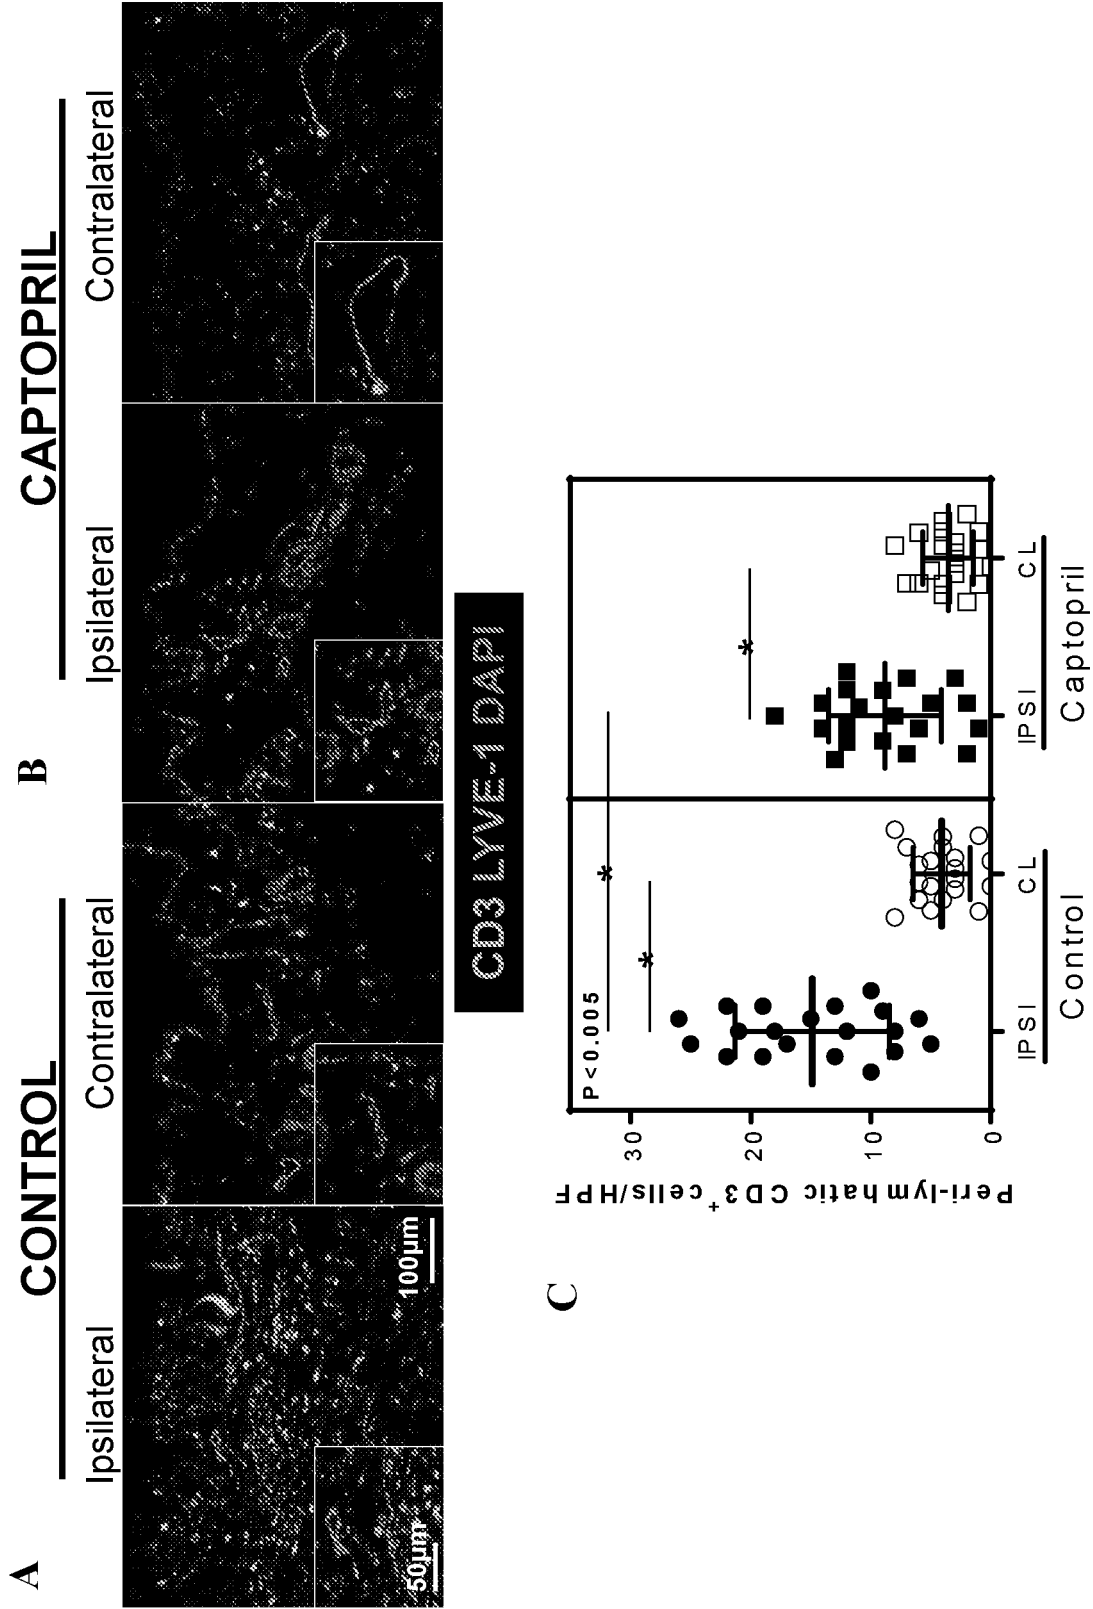 A
CONTROL
B
CAPTOPRIL
Ipsilateral
Contralateral
Ipsilateral
Contralateral
50µm
100µm
CD3 LYVE-1 DAPI
C
Peri-lymhatic CD3+ cells/HPF
30
20
10
0
P<0.005
*
*
*
IPSI
CL
IPSI
CL
Control
Captopril